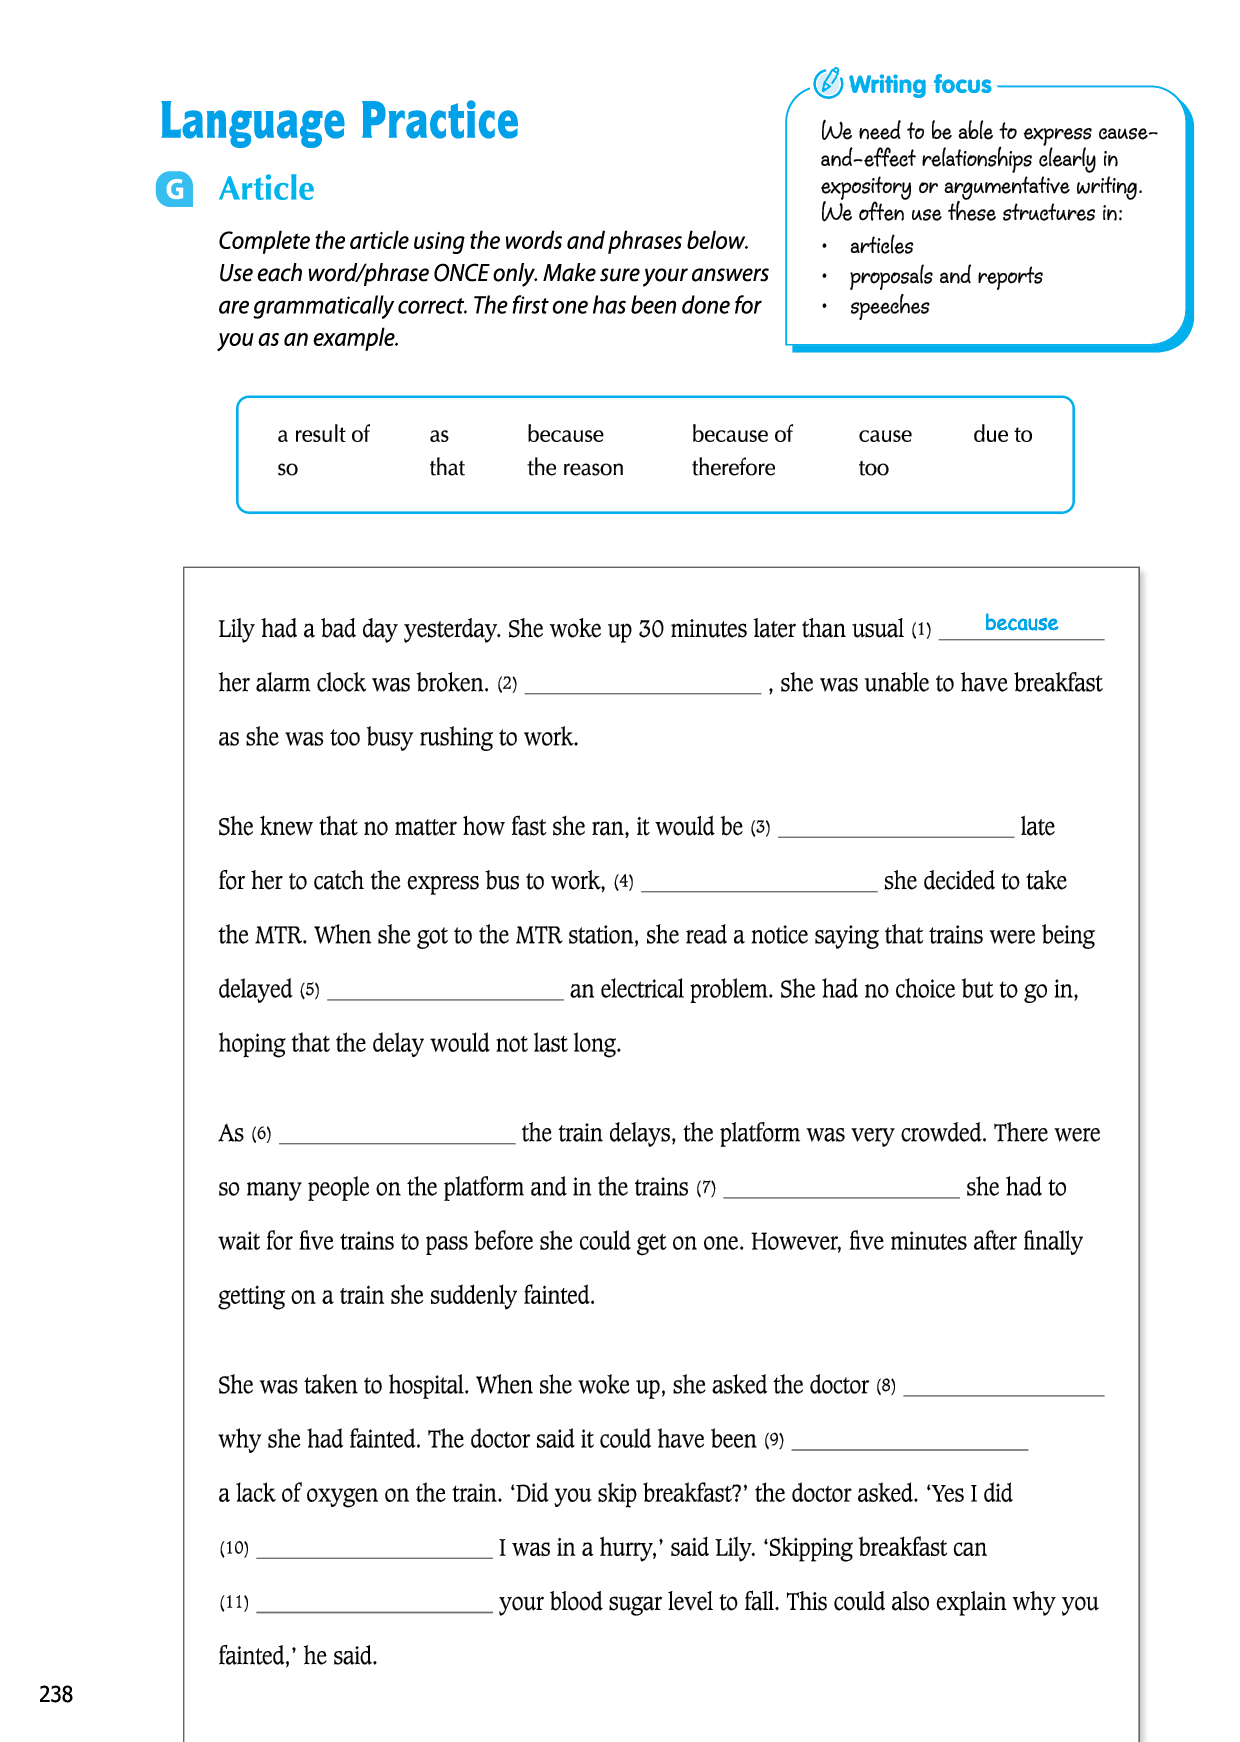 Language Practice
Writing focus
We need to be able to express cause-
and-effect relationships clearly in
expository or argumentative writing.
We often use these structures in:
• articles
• proposals and reports
• speeches
G Article
Complete the article using the words and phrases below.
Use each word/phrase ONCE only. Make sure your answers
are grammatically correct. The first one has been done for
you as an example.
a result of as because because of cause due to
so that the reason therefore too
Lily had a bad day yesterday. She woke up 30 minutes later than usual (1) because
her alarm clock was broken. (2) ____________ , she was unable to have breakfast
as she was too busy rushing to work.
She knew that no matter how fast she ran, it would be (3) ____________ late
for her to catch the express bus to work, (4) ____________ she decided to take
the MTR. When she got to the MTR station, she read a notice saying that trains were being
delayed (5) ____________ an electrical problem. She had no choice but to go in,
hoping that the delay would not last long.
As (6) ____________ the train delays, the platform was very crowded. There were
so many people on the platform and in the trains (7) ____________ she had to
wait for five trains to pass before she could get on one. However, five minutes after finally
getting on a train she suddenly fainted.
She was taken to hospital. When she woke up, she asked the doctor (8) ____________
why she had fainted. The doctor said it could have been (9) ____________
a lack of oxygen on the train. ‘Did you skip breakfast?’ the doctor asked. ‘Yes I did
(10) ____________ I was in a hurry,’ said Lily. ‘Skipping breakfast can
(11) ____________ your blood sugar level to fall. This could also explain why you
fainted,’ he said.
238